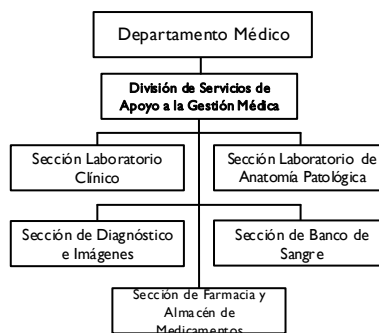 Departamento Médico
División de Servicios de
Apoyo a la Gestión Médica
Sección Laboratorio
Clínico
Sección Laboratorio de
Anatomía Patológica
Sección de Diagnóstico
e Imágenes
Sección de Banco de
Sangre
Sección de Farmacia y
Almacén de
Medicamentos